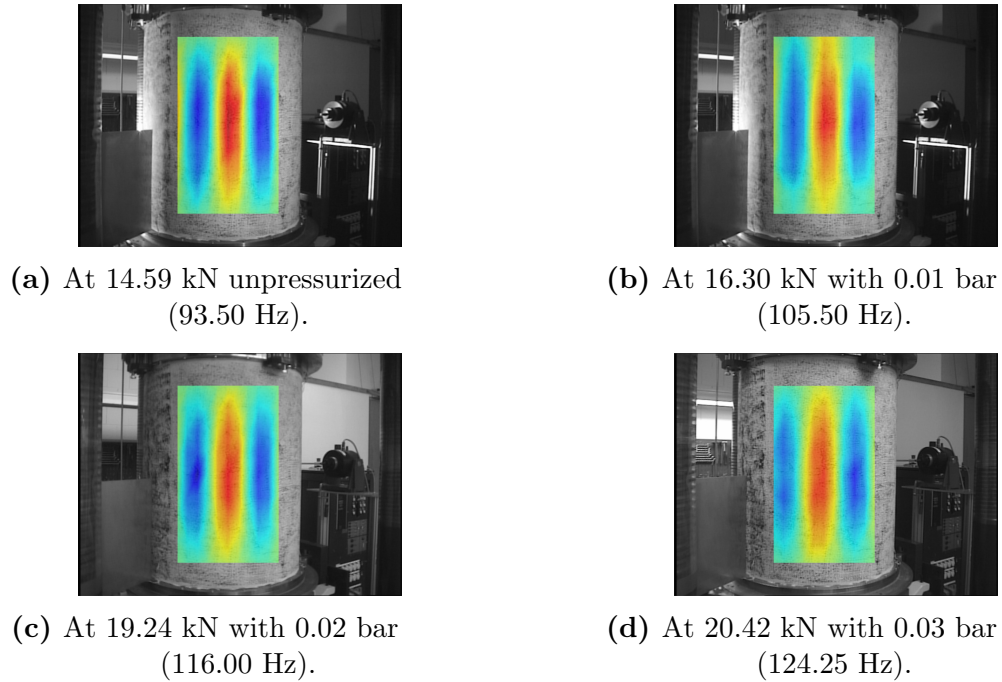 (a) At 14.59 kN unpressurized
(93.50 Hz).
(b) At 16.30 kN with 0.01 bar
(105.50 Hz).
(c) At 19.24 kN with 0.02 bar
(116.00 Hz).
(d) At 20.42 kN with 0.03 bar
(124.25 Hz).